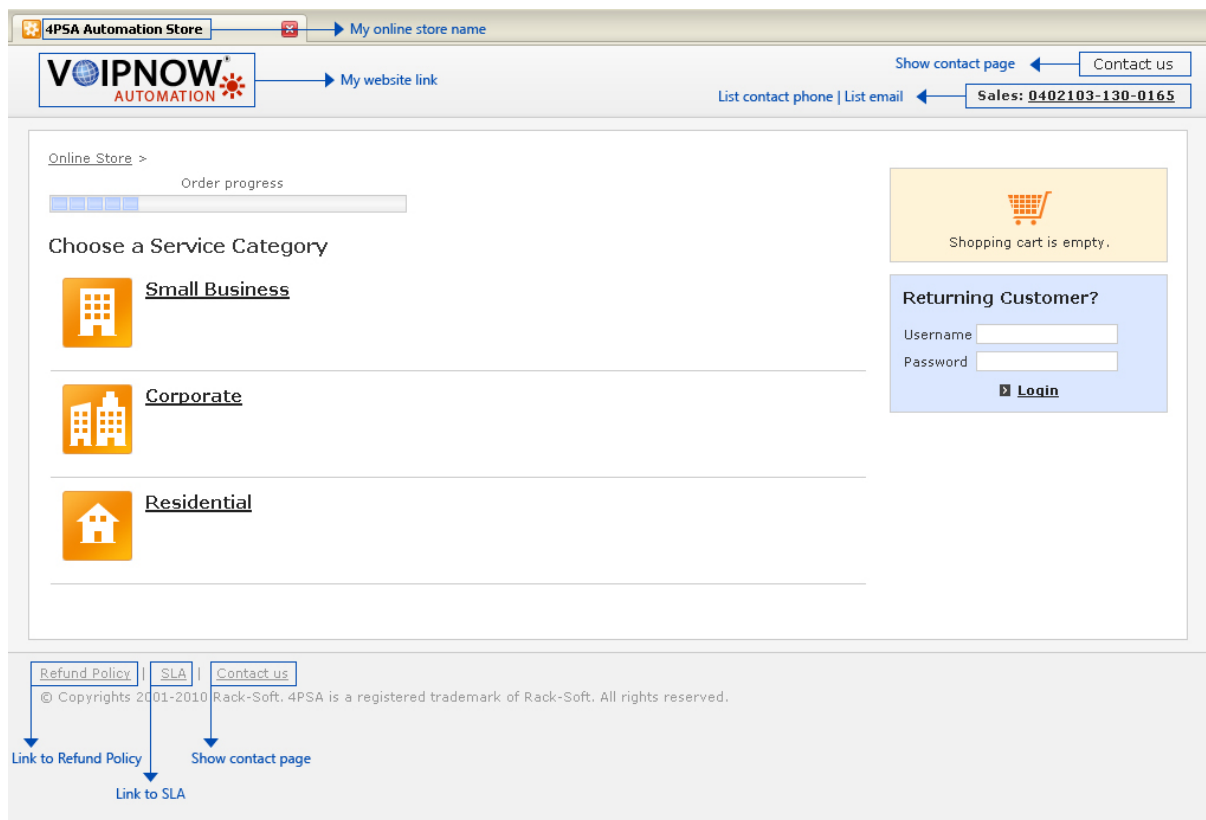 4PSA Automation Store
My online store name
VOIPNOW
AUTOMATION
My website link
Show contact page
Contact us
List contact phone | List email
Sales: 0402103-130-0165
Online Store >
Order progress
Choose a Service Category
Small Business
Corporate
Residential
Shopping cart is empty.
Returning Customer?
Username
Password
Login
Refund Policy | SLA | Contact us
© Copyrights 2001-2010 Rack-Soft. 4PSA is a registered trademark of Rack-Soft. All rights reserved.
Link to Refund Policy
Show contact page
Link to SLA